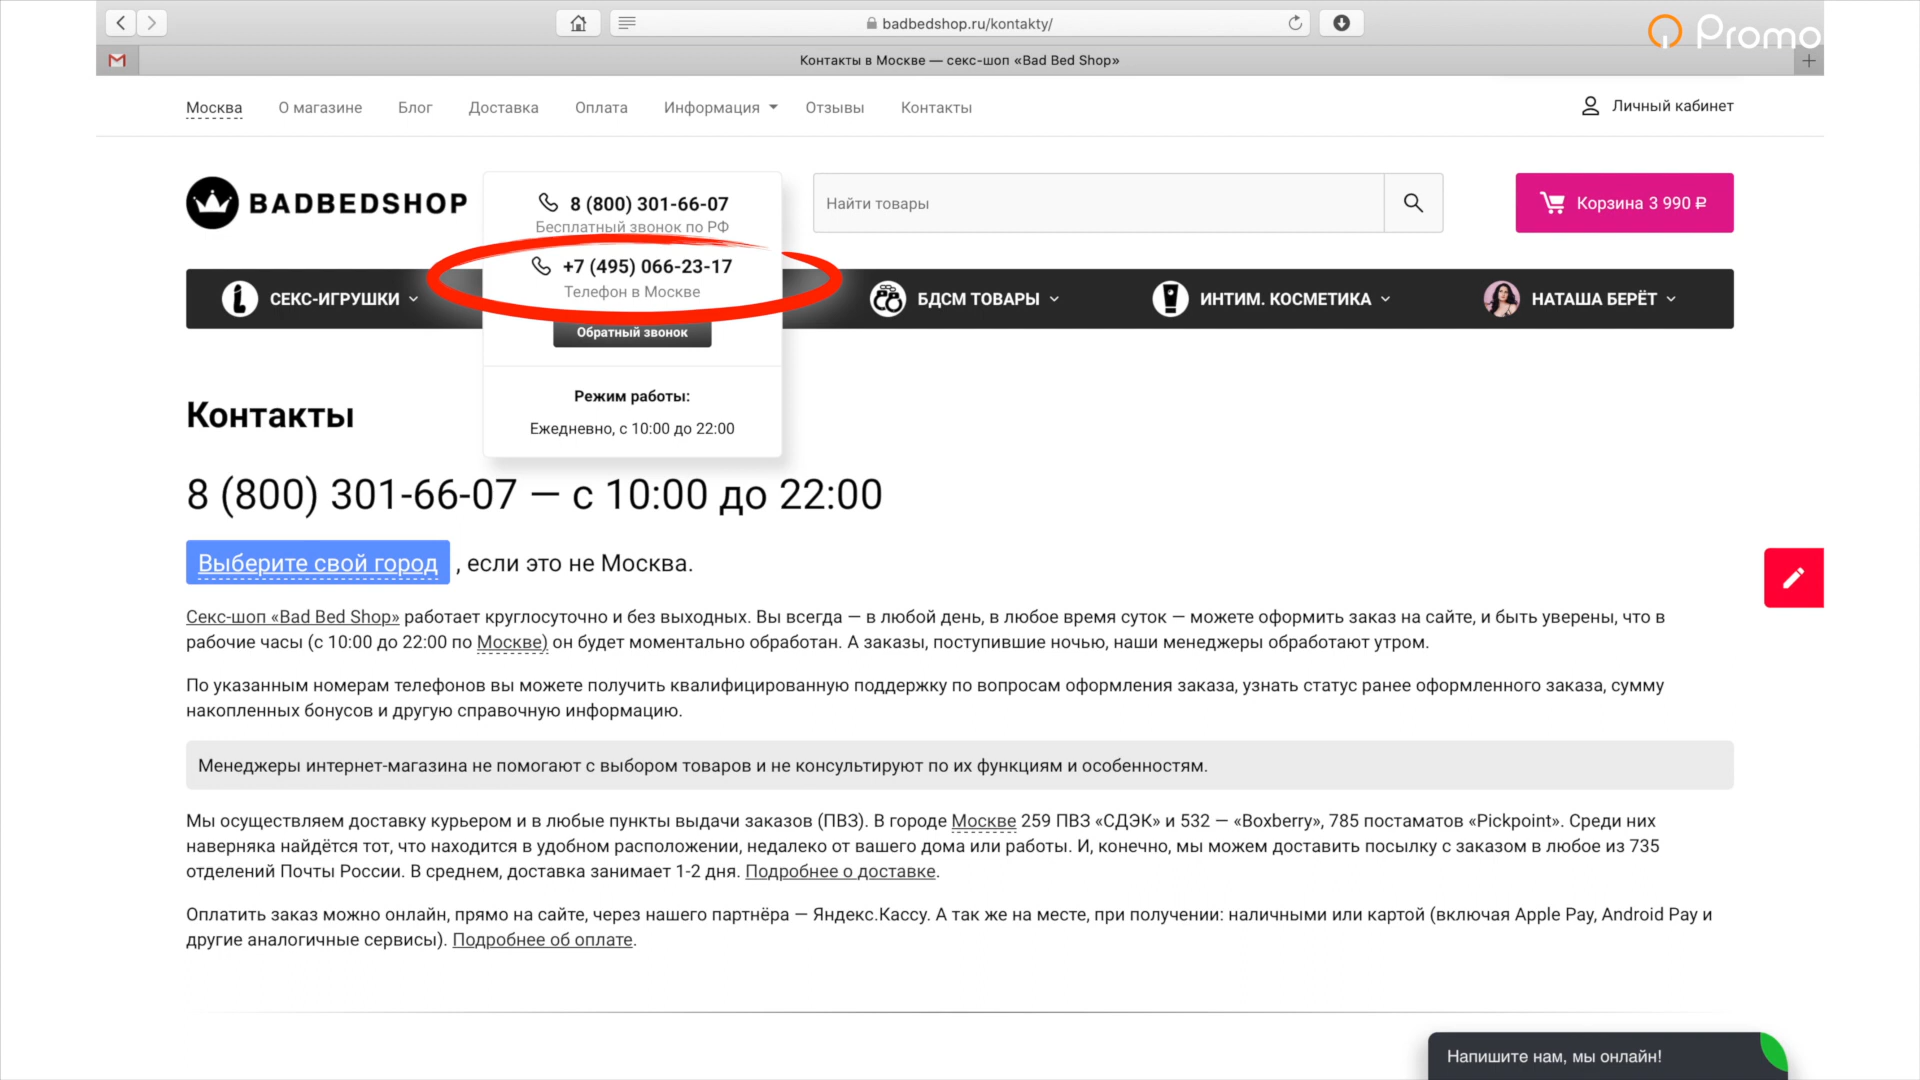 badbedshop.ru/kontakty/
Promo
Контакты в Москве — секс-шоп «Bad Bed Shop»
Москва О магазине Блог Доставка Оплата Информация Отзывы Контакты Личный кабинет
BADBEDSHOP
8 (800) 301-66-07
Бесплатный звонок по РФ
+7 (495) 066-23-17
Телефон в Москве
Обратный звонок
Режим работы:
Ежедневно, с 10:00 до 22:00
Найти товары
Корзина 3 990 ₽
СЕКС-ИГРУШКИ БДСМ ТОВАРЫ ИНТИМ. КОСМЕТИКА НАТАША БЕРЁТ
Контакты
8 (800) 301-66-07 — с 10:00 до 22:00
Выберите свой город , если это не Москва.
Секс-шоп «Bad Bed Shop» работает круглосуточно и без выходных. Вы всегда — в любой день, в любое время суток — можете оформить заказ на сайте, и быть уверены, что в
рабочие часы (с 10:00 до 22:00 по Москве) он будет моментально обработан. А заказы, поступившие ночью, наши менеджеры обработают утром.
По указанным номерам телефонов вы можете получить квалифицированную поддержку по вопросам оформления заказа, узнать статус ранее оформленного заказа, сумму
накопленных бонусов и другую справочную информацию.
Менеджеры интернет-магазина не помогают с выбором товаров и не консультируют по их функциям и особенностям.
Мы осуществляем доставку курьером и в любые пункты выдачи заказов (ПВЗ). В городе Москве 259 ПВЗ «СДЭК» и 532 — «Boxberry», 785 постаматов «Pickpoint». Среди них
наверняка найдётся тот, что находится в удобном расположении, недалеко от вашего дома или работы. И, конечно, мы можем доставить посылку с заказом в любое из 735
отделений Почты России. В среднем, доставка занимает 1-2 дня. Подробнее о доставке.
Оплатить заказ можно онлайн, прямо на сайте, через нашего партнёра — Яндекс.Кассу. А так же на месте, при получении: наличными или картой (включая Apple Pay, Android Pay и
другие аналогичные сервисы). Подробнее об оплате.
Напишите нам, мы онлайн!